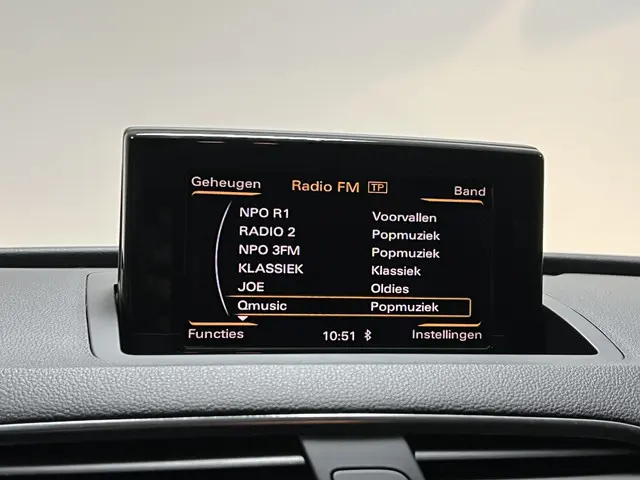 Geheugen Radio FM TP Band
NPO R1 Voorvallen
RADIO 2 Popmuziek
NPO 3FM Popmuziek
KLASSIEK Klassiek
JOE Oldies
Qmusic Popmuziek
Functies 10:51 Instellingen